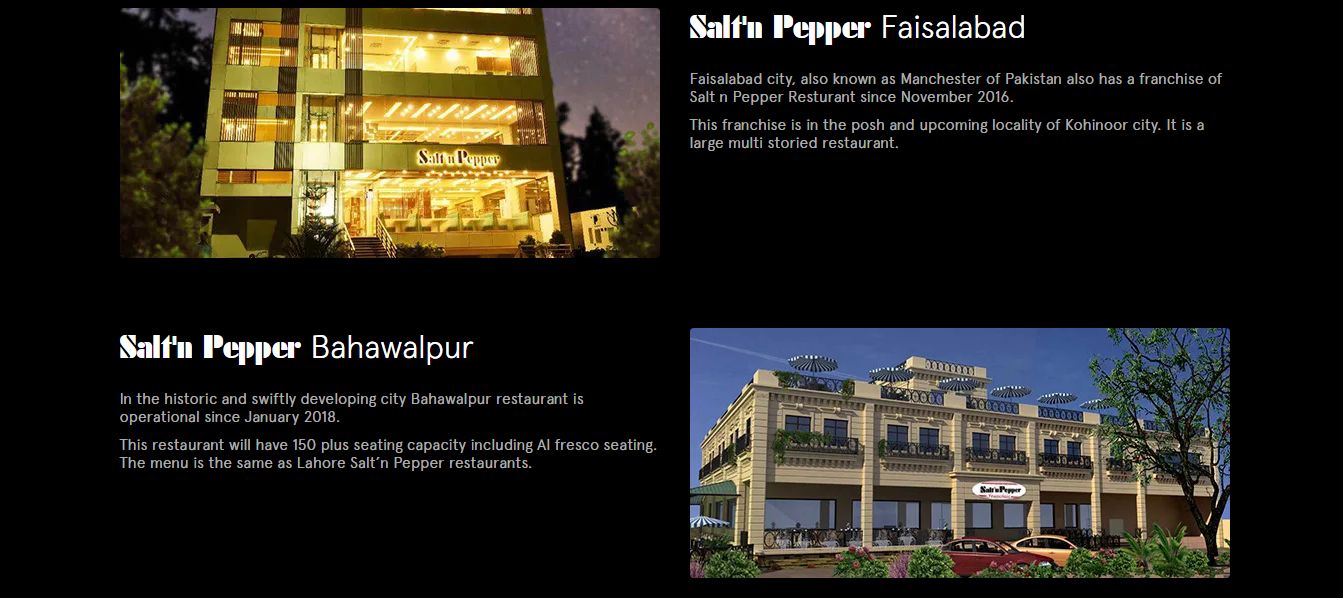 Salt'n Pepper
Salt'n Pepper Faisalabad
Faisalabad city, also known as Manchester of Pakistan also has a franchise of
Salt n Pepper Resturant since November 2016.
This franchise is in the posh and upcoming locality of Kohinoor city. It is a
large multi storied restaurant.
Salt'n Pepper Bahawalpur
In the historic and swiftly developing city Bahawalpur restaurant is
operational since January 2018.
This restaurant will have 150 plus seating capacity including Al fresco seating.
The menu is the same as Lahore Salt’n Pepper restaurants.
Salt'n Pepper